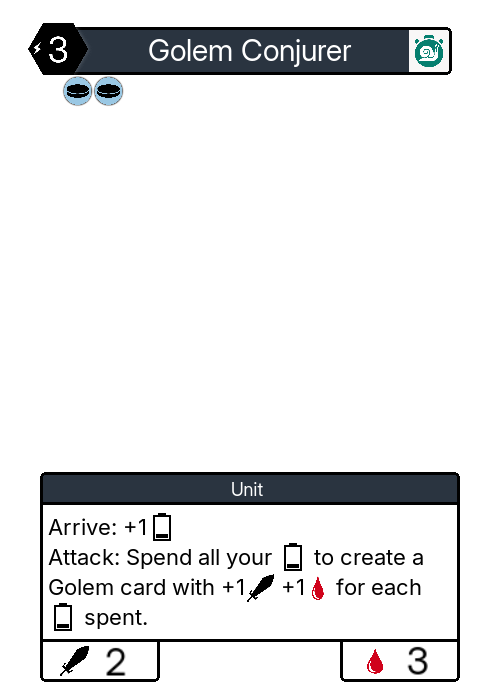 3
Golem Conjurer
Unit
Arrive: +1
Attack: Spend all your to create a
Golem card with +1 +1 for each
spent.
2
3